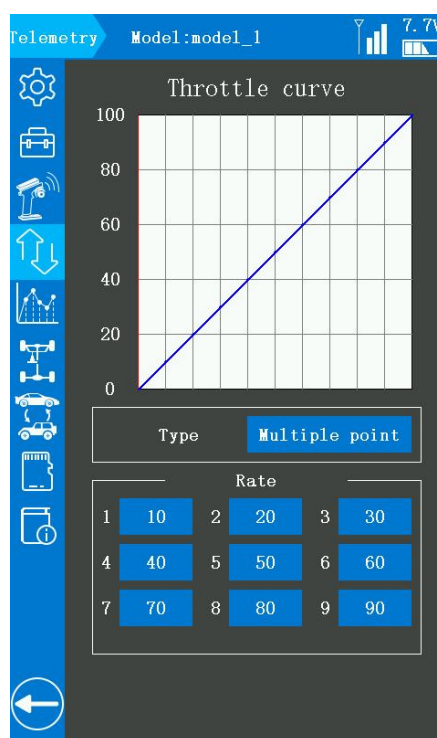 Telemetry Model:model_1 7.7V
Throttle curve
100
80
60
40
20
0
Type Multiple point
Rate
1 10 2 20 3 30
4 40 5 50 6 60
7 70 8 80 9 90